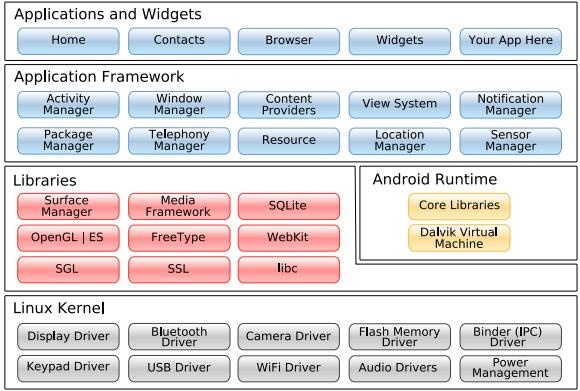 Applications and Widgets
Home
Contacts
Browser
Widgets
Your App Here
Application Framework
Activity
Manager
Window
Manager
Content
Providers
View System
Notification
Manager
Package
Manager
Telephony
Manager
Resource
Location
Manager
Sensor
Manager
Libraries
Surface
Manager
Media
Framework
SQLite
OpenGL | ES
FreeType
WebKit
SGL
SSL
libc
Android Runtime
Core Libraries
Dalvik Virtual
Machine
Linux Kernel
Display Driver
Bluetooth
Driver
Camera Driver
Flash Memory
Driver
Binder (IPC)
Driver
Keypad Driver
USB Driver
WiFi Driver
Audio Drivers
Power
Management